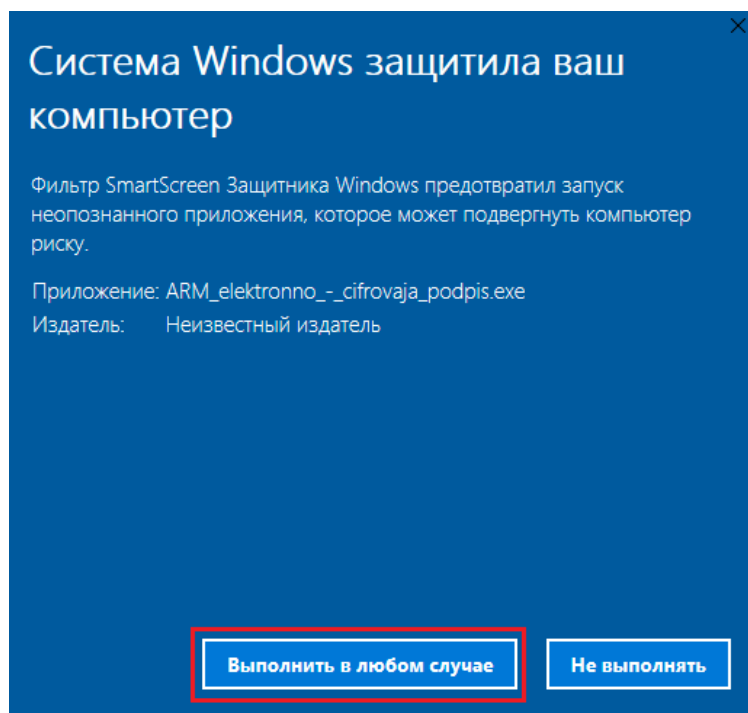 Система Windows защитила ваш
компьютер
Фильтр SmartScreen Защитника Windows предотвратил запуск
неопознанного приложения, которое может подвергнуть компьютер
риску.
Приложение: ARM_elektronno_-_cifrovaja_podpis.exe
Издатель: Неизвестный издатель
Выполнить в любом случае
Не выполнять